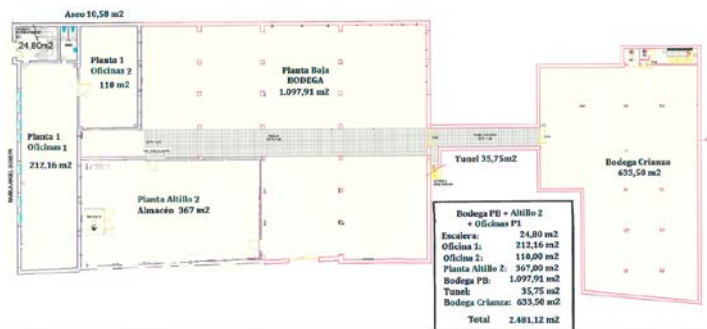 Aseo 10,58 m2
24,80m2
Planta 1
Oficinas 2
110 m2
Planta Baja
BODEGA
1.097,91 m2
Planta 1
Oficinas 1
212,16 m2
Tunel 35,75m2
Bodega Crianza
633,50 m2
Planta Altillo 2
Almacén 367 m2
Bodega PB + Altillo 2
+ Oficinas P1
Escalera: 24,80 m2
Oficina 1: 212,16 m2
Oficina 2: 110,00 m2
Planta Altillo 2: 367,00 m2
Bodega PB: 1.097,91 m2
Tunel: 35,75 m2
Bodega Crianza: 633,50 m2
Total 2.481,12 m2